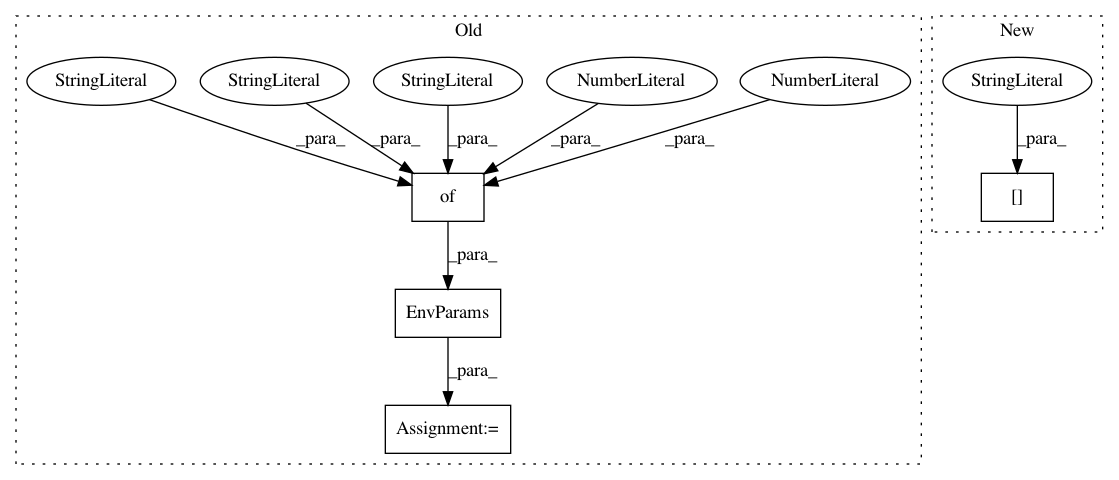 Old
New
StringLiteral
StringLiteral
StringLiteral
NumberLiteral
NumberLiteral
StringLiteral
_para_
_para_
_para_
_para_
_para_
_para_
of
[]
_para_
EnvParams
_para_
Assignment:=